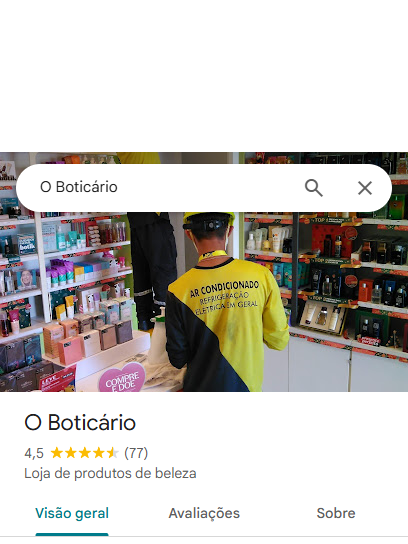 O Boticário
AR CONDICIONADO
REFRIGERAÇÃO
ELETRICA EM GERAL
COMPRE
E DOE
O Boticário
4,5 (77)
Loja de produtos de beleza
Visão geral
Avaliações
Sobre